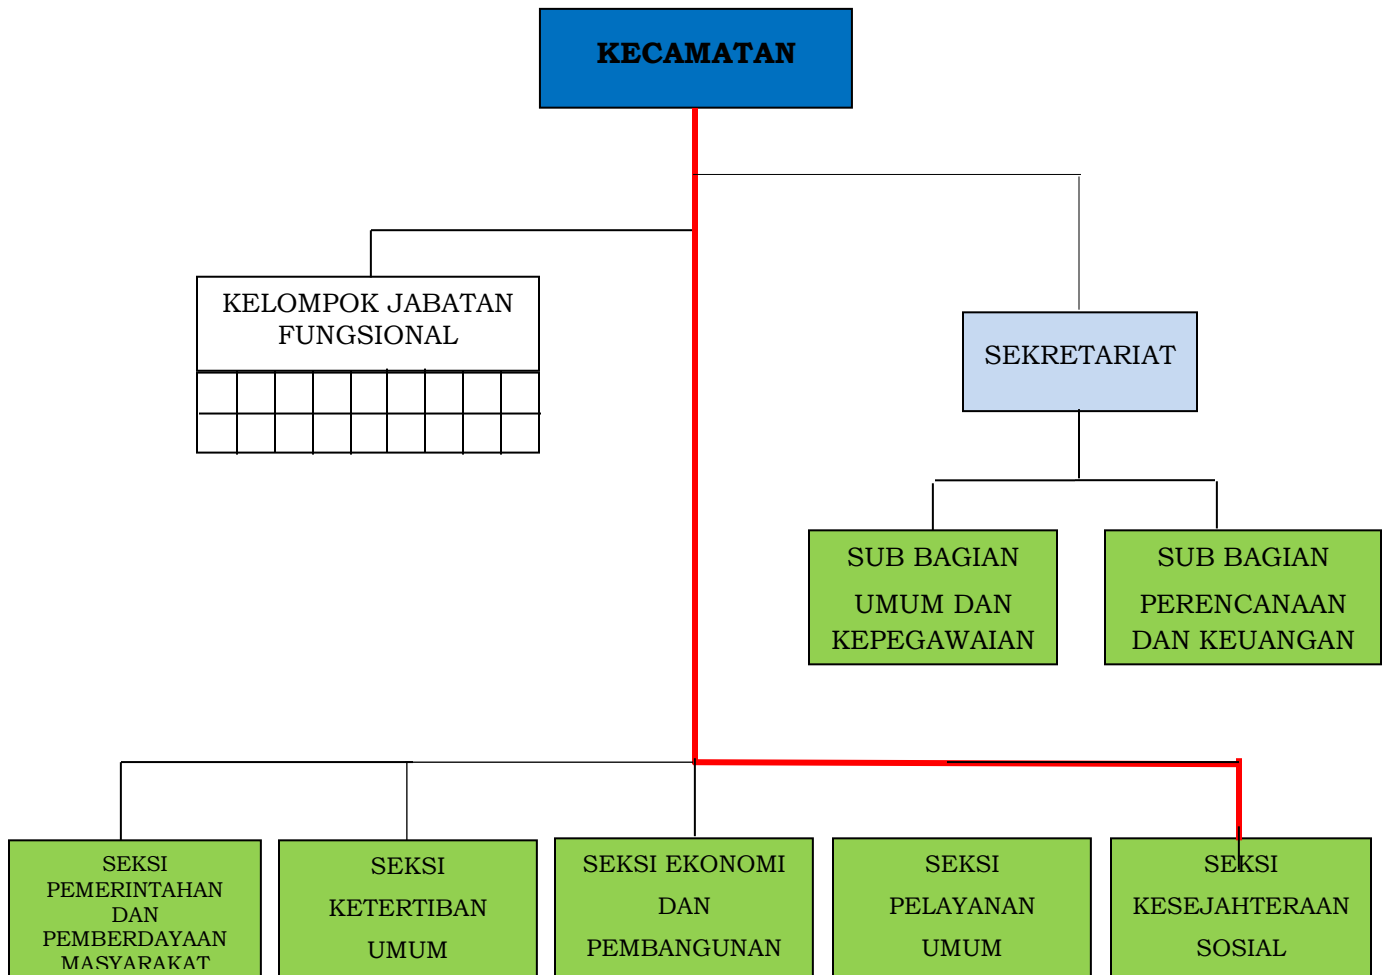 KECAMATAN
KELOMPOK JABATAN
FUNGSIONAL
SEKRETARIAT
SUB BAGIAN
UMUM DAN
KEPEGAWAIAN
SUB BAGIAN
PERENCANAAN
DAN KEUANGAN
SEKSI
PEMERINTAHAN
DAN
PEMBERDAYAAN
MASYARAKAT
SEKSI
KETERTIBAN
UMUM
SEKSI EKONOMI
DAN
PEMBANGUNAN
SEKSI
PELAYANAN
UMUM
SEKSI
KESEJAHTERAAN
SOSIAL